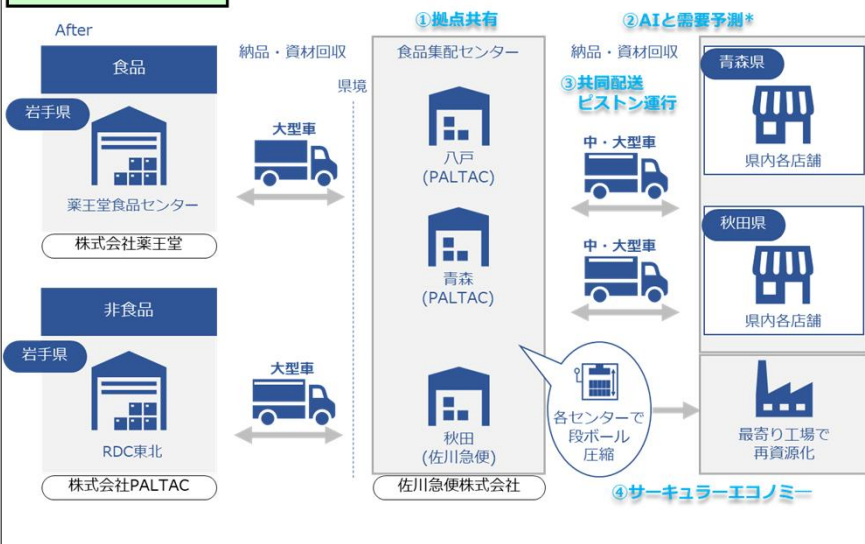 After
①拠点共有
②AIと需要予測*
食品
納品・資材回収
食品集配センター
納品・資材回収
青森県
県境
③共同配送
ピストン運行
岩手県
大型車
中・大型車
八戸
(PALTAC)
県内各店舗
薬王堂食品センター
株式会社薬王堂
秋田県
中・大型車
青森
(PALTAC)
非食品
県内各店舗
岩手県
大型車
各センターで
段ボール
圧縮
RDC東北
秋田
(佐川急便)
最寄り工場で
再資源化
株式会社PALTAC
佐川急便株式会社
④サーキュラーエコノミー